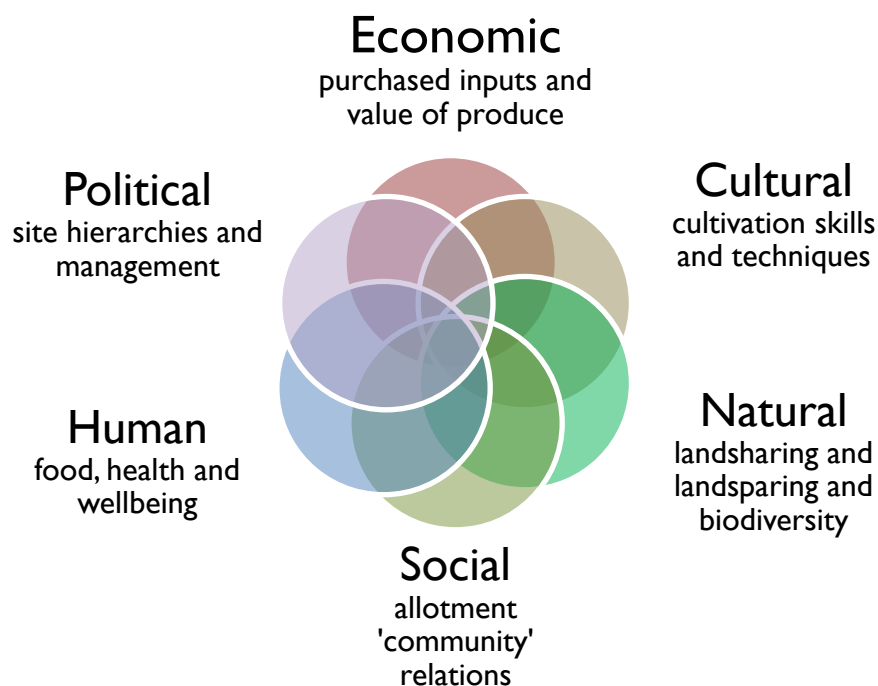 Economic
purchased inputs and
value of produce
Political
site hierarchies and
management
Cultural
cultivation skills
and techniques
Human
food, health and
wellbeing
Natural
landsharing and
landsparing and
biodiversity
Social
allotment
'community'
relations